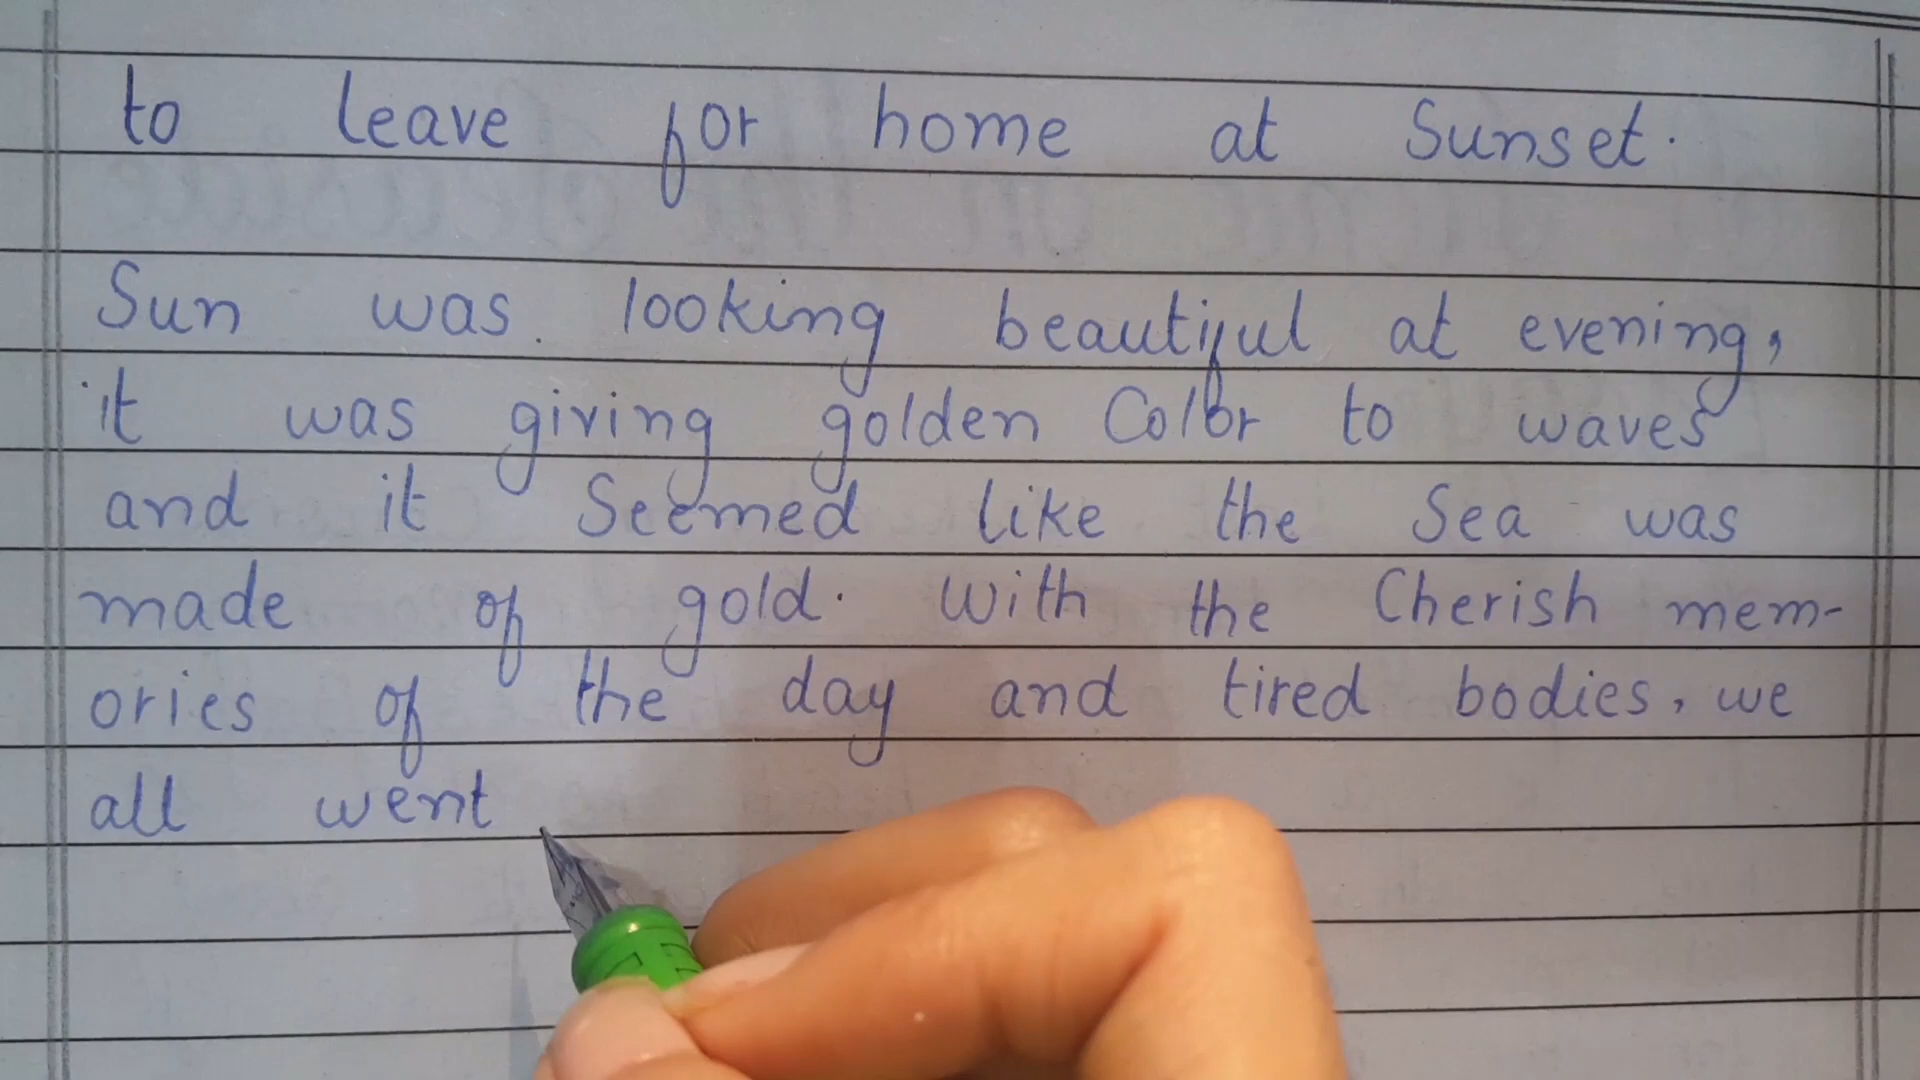 to leave for home at Sunset.
Sun was looking beautiful at evening,
it was giving golden Color to waves
and it Seemed like the Sea was
made of gold. With the Cherish mem-
ories of the day and tired bodies, we
all went